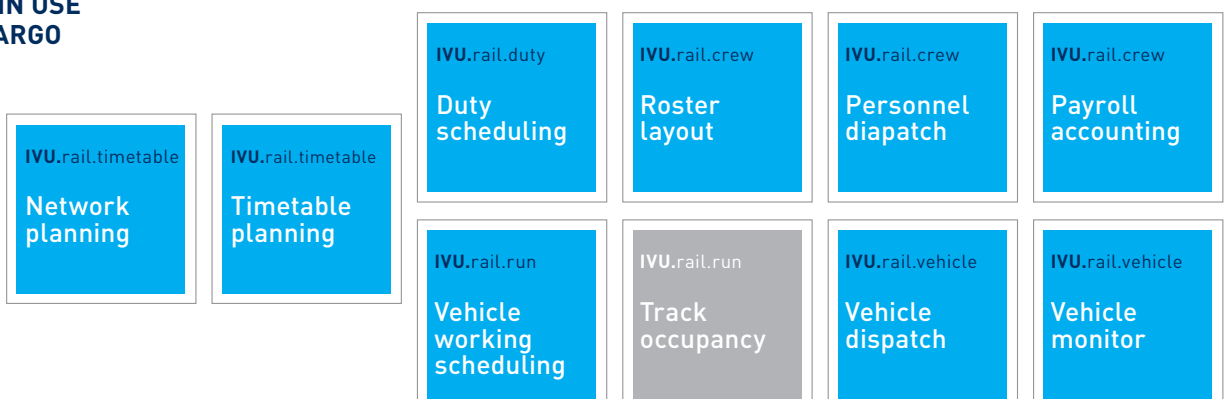 IN USE
ARGO
IVU.rail.duty
Duty
scheduling
IVU.rail.crew
Roster
layout
IVU.rail.crew
Personnel
diapatch
IVU.rail.crew
Payroll
accounting
IVU.rail.timetable
Network
planning
IVU.rail.timetable
Timetable
planning
IVU.rail.run
Vehicle
working
scheduling
IVU.rail.run
Track
occupancy
IVU.rail.vehicle
Vehicle
dispatch
IVU.rail.vehicle
Vehicle
monitor